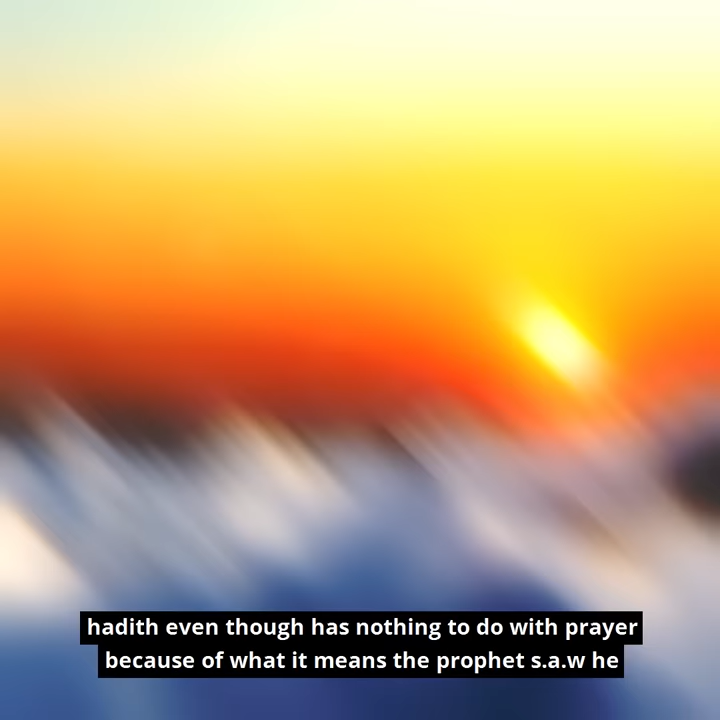 hadith even though has nothing to do with prayer
because of what it means the prophet s.a.w he